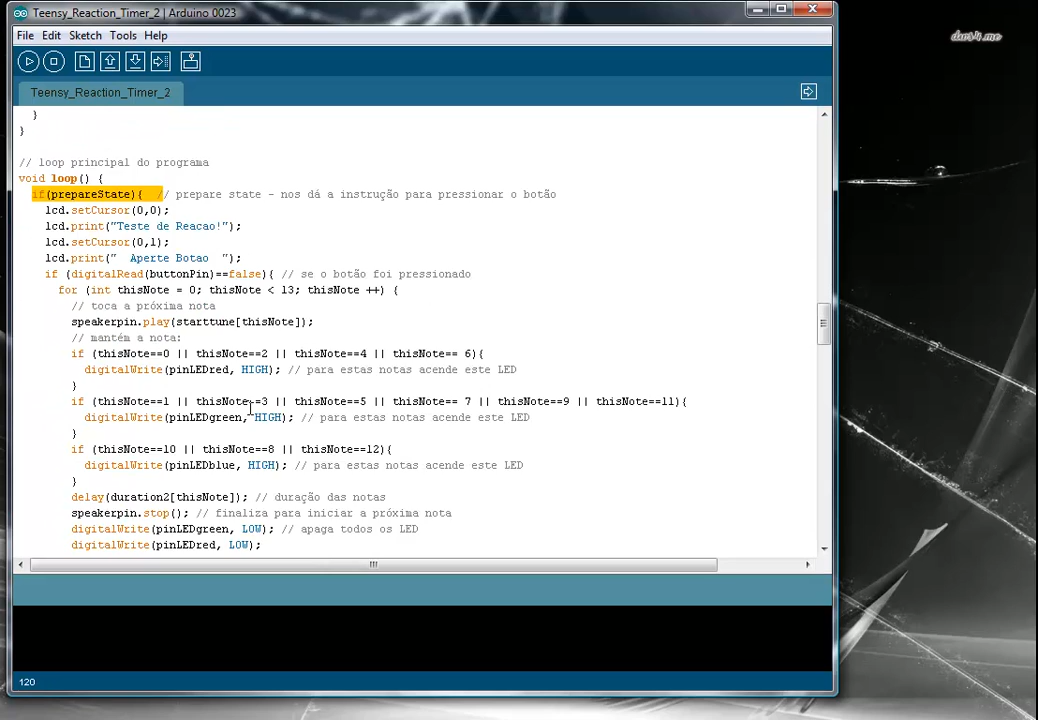 Teensy_Reaction_Timer_2 | Arduino 0023
File Edit Sketch Tools Help
Teensy_Reaction_Timer_2
}
}
// loop principal do programa
void loop() {
if(prepareState){ // prepare state - nos dá a instrução para pressionar o botão
lcd.setCursor(0,0);
lcd.print("Teste de Reacao!");
lcd.setCursor(0,1);
lcd.print("  Aperte Botao  ");
if (digitalRead(buttonPin)==false){ // se o botão foi pressionado
for (int thisNote = 0; thisNote < 13; thisNote ++) {
// toca a próxima nota
speakerpin.play(starttune[thisNote]);
// mantém a nota:
if (thisNote==0 || thisNote==2 || thisNote==4 || thisNote== 6){
digitalWrite(pinLEDred, HIGH); // para estas notas acende este LED
}
if (thisNote==1 || thisNote==3 || thisNote==5 || thisNote== 7 || thisNote==9 || thisNote==11){
digitalWrite(pinLEDgreen, HIGH); // para estas notas acende este LED
}
if (thisNote==10 || thisNote==8 || thisNote==12){
digitalWrite(pinLEDblue, HIGH); // para estas notas acende este LED
}
delay(duration2[thisNote]); // duração das notas
speakerpin.stop(); // finaliza para iniciar a próxima nota
digitalWrite(pinLEDgreen, LOW); // apaga todos os LED
digitalWrite(pinLEDred, LOW);
120